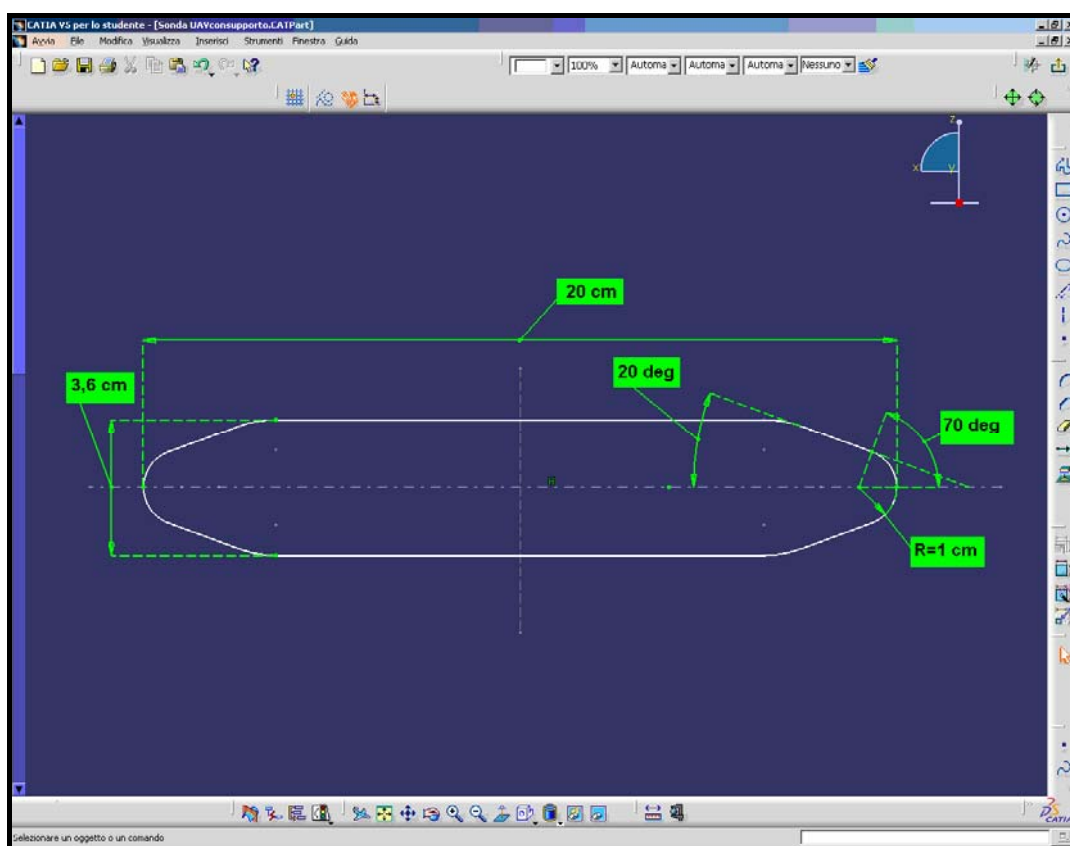 CATIA V5 per lo studente - [Sonda UAVconsupporto.CATPart]
Avvia File Modifica Visualizza Inserisci Strumenti Finestra Guida
100% Automa Automa Automa Nessuno
z
x y
20 cm
20 deg
3,6 cm
70 deg
H
R=1 cm
CATIA
Selezionare un oggetto o un comando